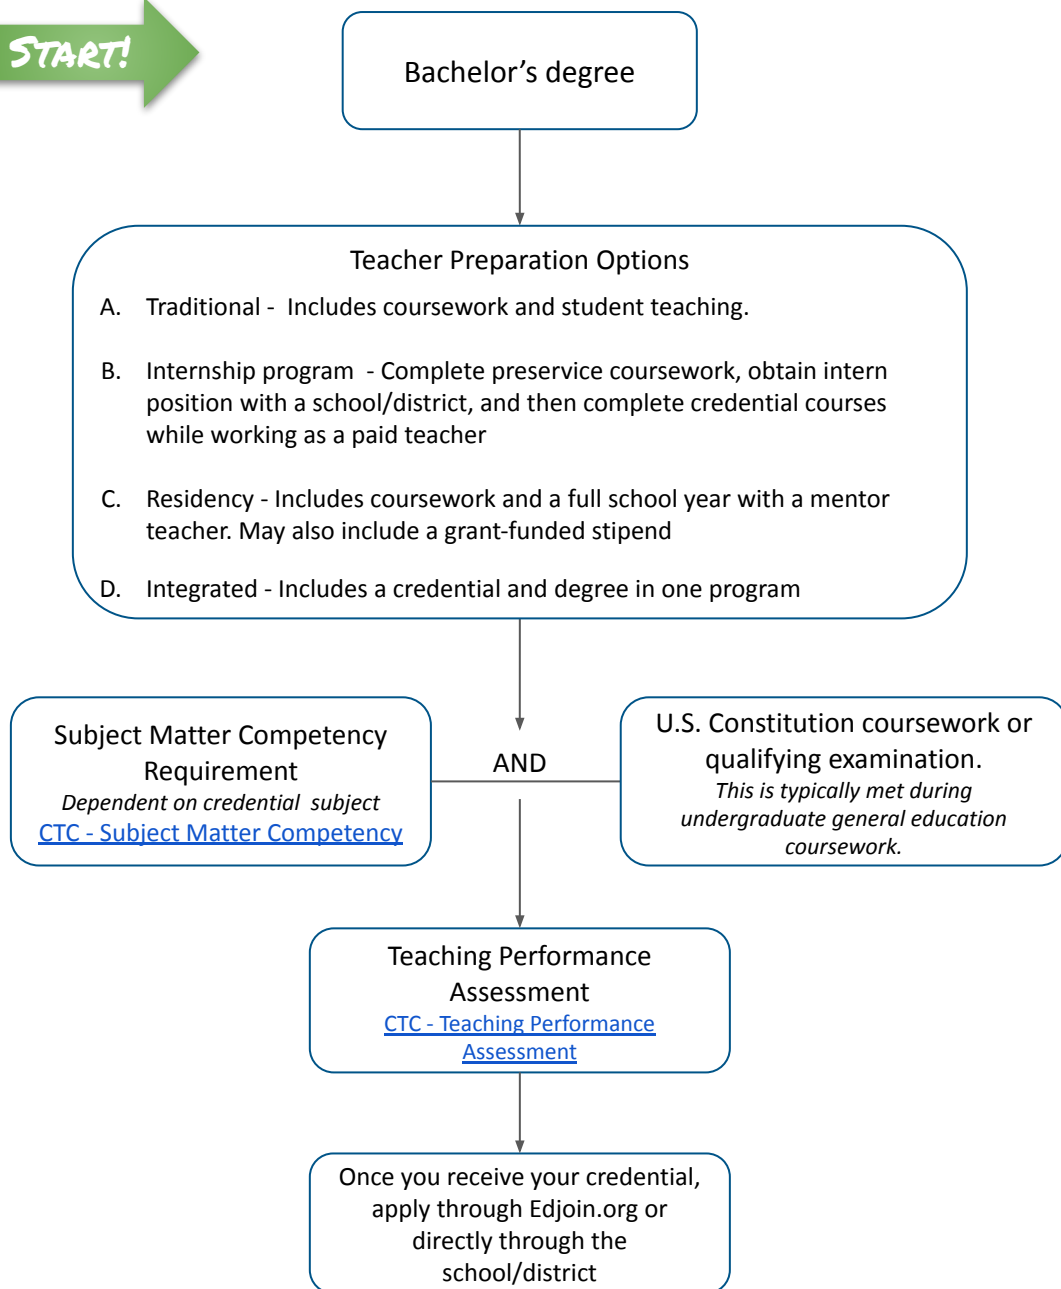 START!
Bachelor’s degree
Teacher Preparation Options
A. Traditional - Includes coursework and student teaching.
B. Internship program - Complete preservice coursework, obtain intern
position with a school/district, and then complete credential courses
while working as a paid teacher
C. Residency - Includes coursework and a full school year with a mentor
teacher. May also include a grant-funded stipend
D. Integrated - Includes a credential and degree in one program
Subject Matter Competency
Requirement
Dependent on credential subject
CTC - Subject Matter Competency
AND
U.S. Constitution coursework or
qualifying examination.
This is typically met during
undergraduate general education
coursework.
Teaching Performance
Assessment
CTC - Teaching Performance
Assessment
Once you receive your credential,
apply through Edjoin.org or
directly through the
school/district